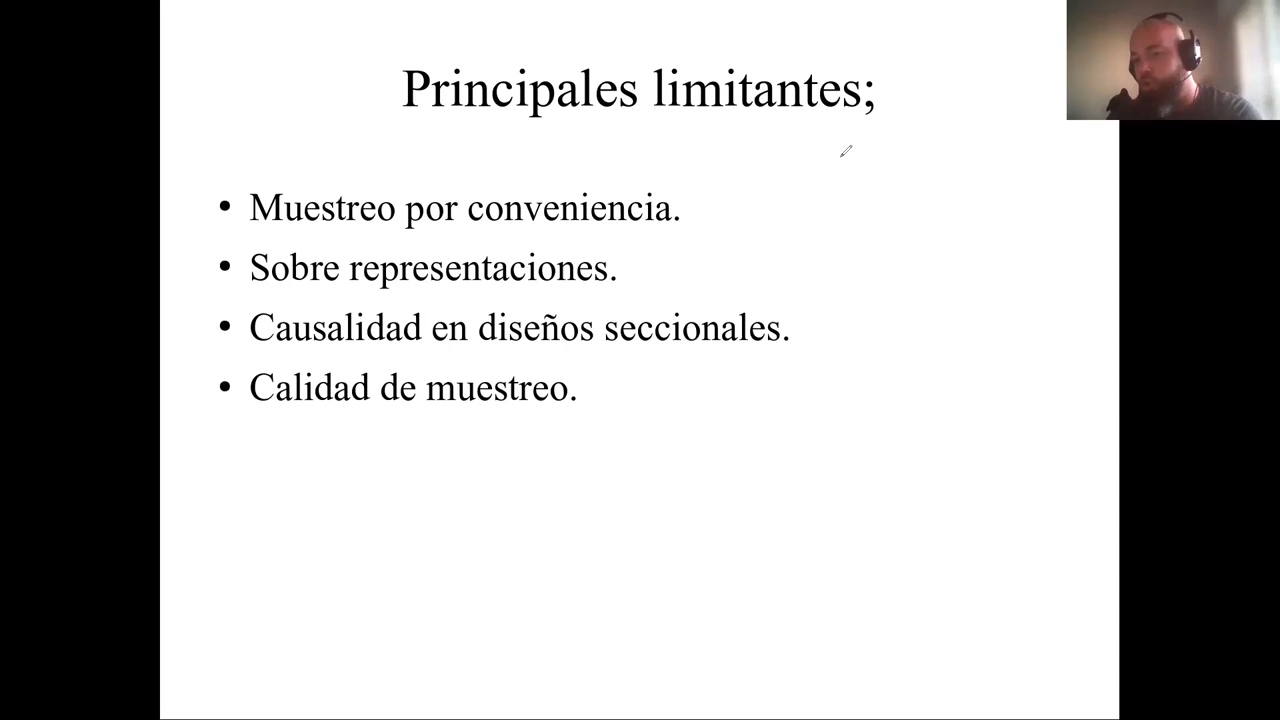 Principales limitantes;
• Muestreo por conveniencia.
• Sobre representaciones.
• Causalidad en diseños seccionales.
• Calidad de muestreo.